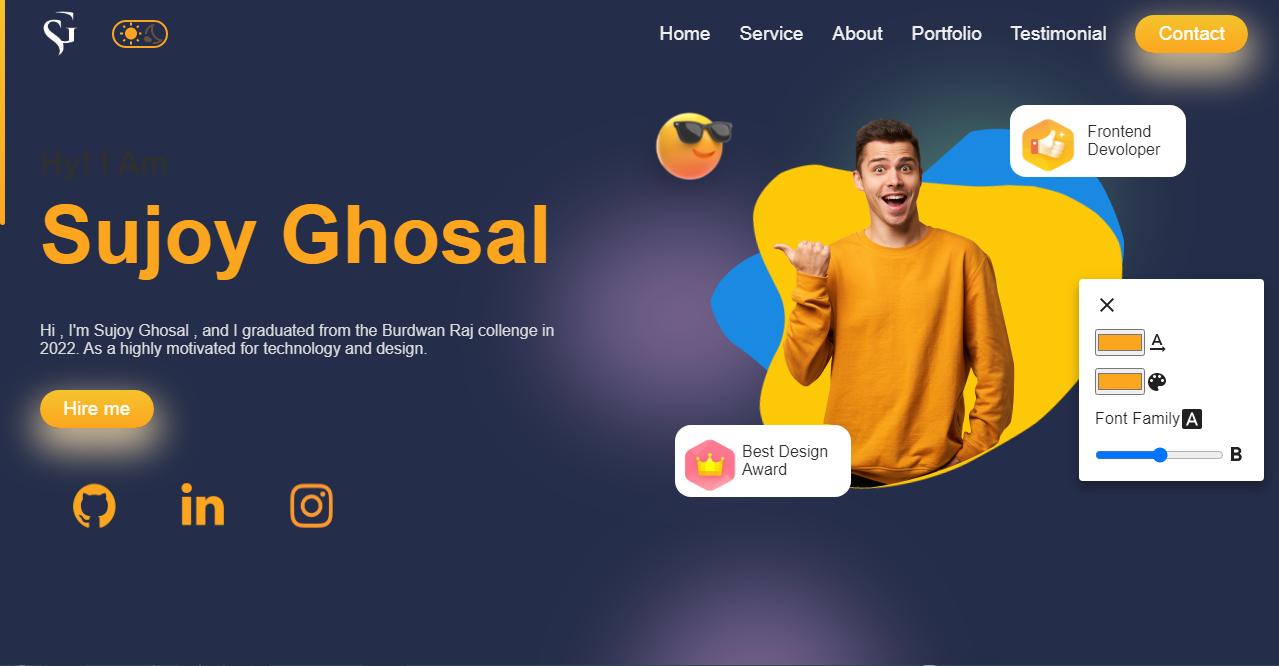 SG
Home Service About Portfolio Testimonial Contact
Hy! I Am
Sujoy Ghosal
Hi , I'm Sujoy Ghosal , and I graduated from the Burdwan Raj collenge in
2022. As a highly motivated for technology and design.
Hire me
in
Frontend
Devoloper
Best Design
Award
A
Font Family A
B